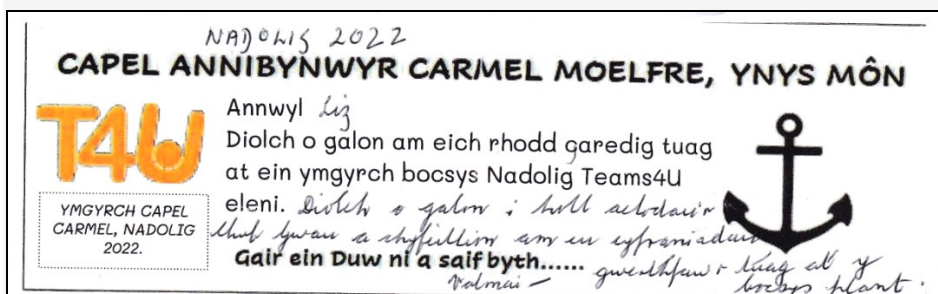 NADOLIG 2022
CAPEL ANNIBYNWYR CARMEL MOELFRE, YNYS MÔN
T4U
Annwyl Liz
Diolch o galon am eich rhodd garedig tuag
at ein ymgyrch bocsys Nadolig Teams4U
eleni. Diolch o galon i holl aelodau'r
YMGYRCH CAPEL
CARMEL, NADOLIG
2022.
clwb gwau a chyfeillion am eu cyfraniadau
Gair ein Duw ni a saif byth...... gwerthfawr tuag at y
Valmai – bocsys plant.